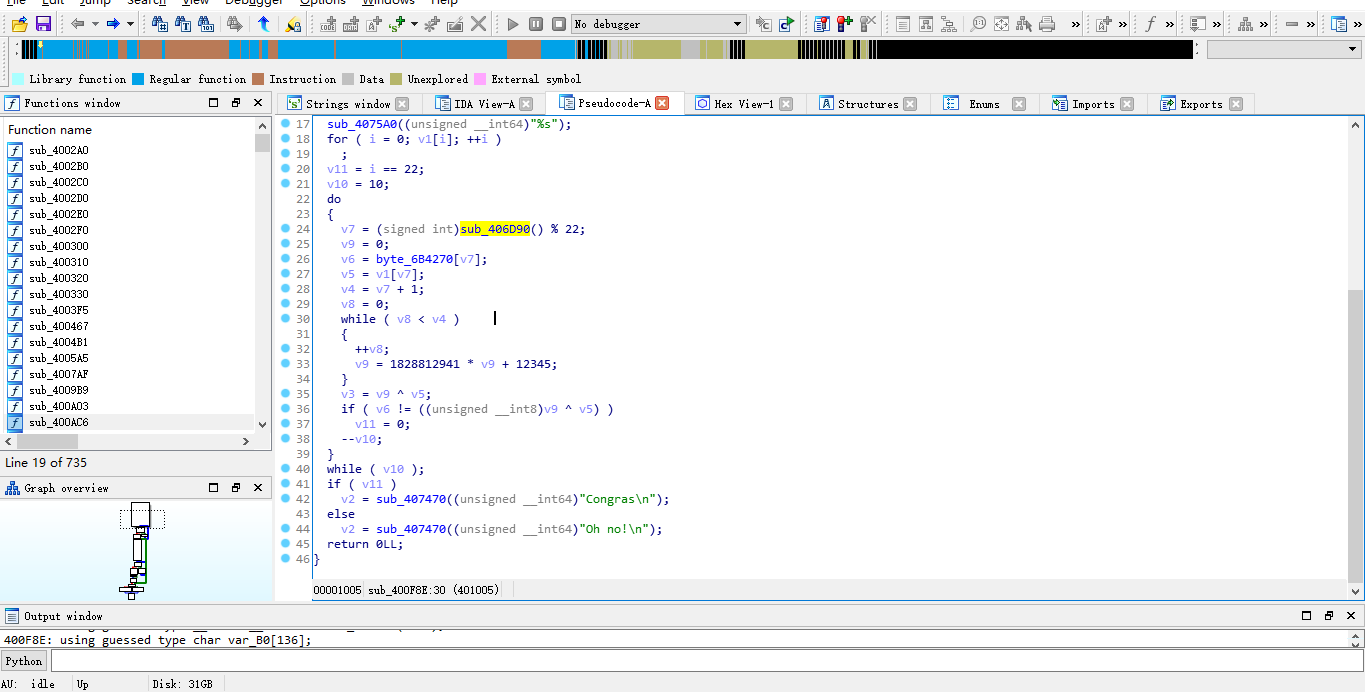 File Edit Jump Search View Debugger Options Windows Help
No debugger
Library function Regular function Instruction Data Unexplored External symbol
Functions window
Strings window IDA View-A Pseudocode-A Hex View-1 Structures Enums Imports Exports
Function name
sub_4002A0
sub_4002B0
sub_4002C0
sub_4002D0
sub_4002E0
sub_4002F0
sub_400300
sub_400310
sub_400320
sub_400330
sub_4003F5
sub_400467
sub_4004B1
sub_4005A5
sub_4007AF
sub_4009B9
sub_400A03
sub_400AC6
Line 19 of 735
Graph overview
17 sub_4075A0((unsigned __int64)"%s");
18 for ( i = 0; v1[i]; ++i )
19 ;
20 v11 = i == 22;
21 v10 = 10;
22 do
23 {
24 v7 = (signed int)sub_406D90() % 22;
25 v9 = 0;
26 v6 = byte_6B4270[v7];
27 v5 = v1[v7];
28 v4 = v7 + 1;
29 v8 = 0;
30 while ( v8 < v4 )
31 {
32 ++v8;
33 v9 = 1828812941 * v9 + 12345;
34 }
35 v3 = v9 ^ v5;
36 if ( v6 != ((unsigned __int8)v9 ^ v5) )
37 v11 = 0;
38 --v10;
39 }
40 while ( v10 );
41 if ( v11 )
42 v2 = sub_407470((unsigned __int64)"Congras\n");
43 else
44 v2 = sub_407470((unsigned __int64)"Oh no!\n");
45 return 0LL;
46 }
00001005 sub_400F8E:30 (401005)
Output window
400F8E: using guessed type char var_B0[136];
Python
AU: idle Up Disk: 31GB